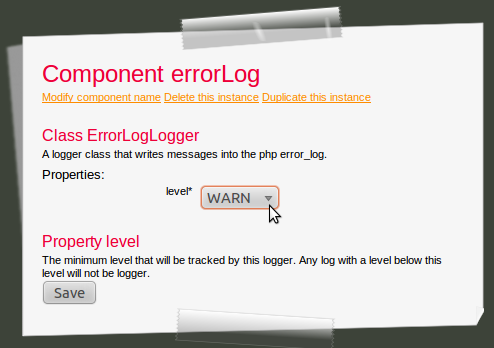 Component errorLog
Modify component name Delete this instance Duplicate this instance
Class ErrorLogLogger
A logger class that writes messages into the php error_log.
Properties:
level* WARN
Property level
The minimum level that will be tracked by this logger. Any log with a level below this
level will not be logger.
Save